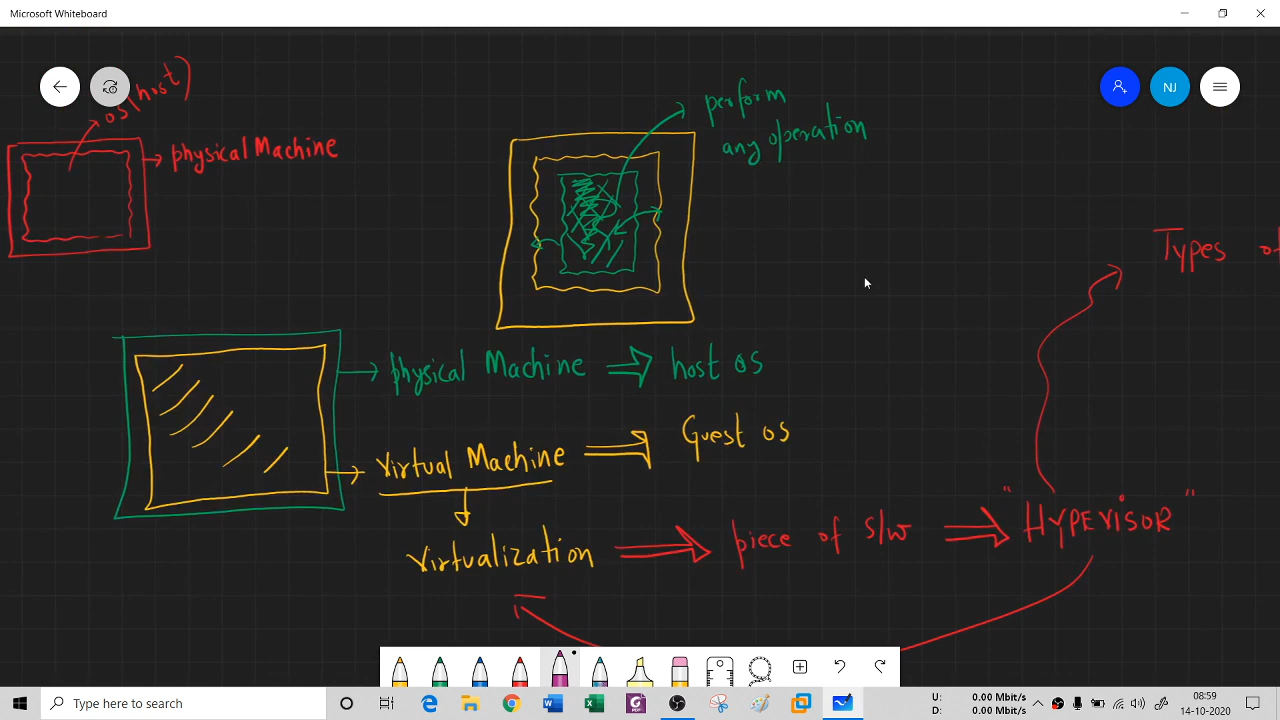 Microsoft Whiteboard
NJ
os (host)
physical Machine
perform
any operation
Types of
physical Machine ⇒ host os
Virtual Machine ⇒ Guest os
Virtualization ⇒ piece of s/w ⇒ "HYPEVISOR"
Type here to search
U: 0.00 Mbit/s
D: 0.00 Mbit/s
08:59
14-10-2020